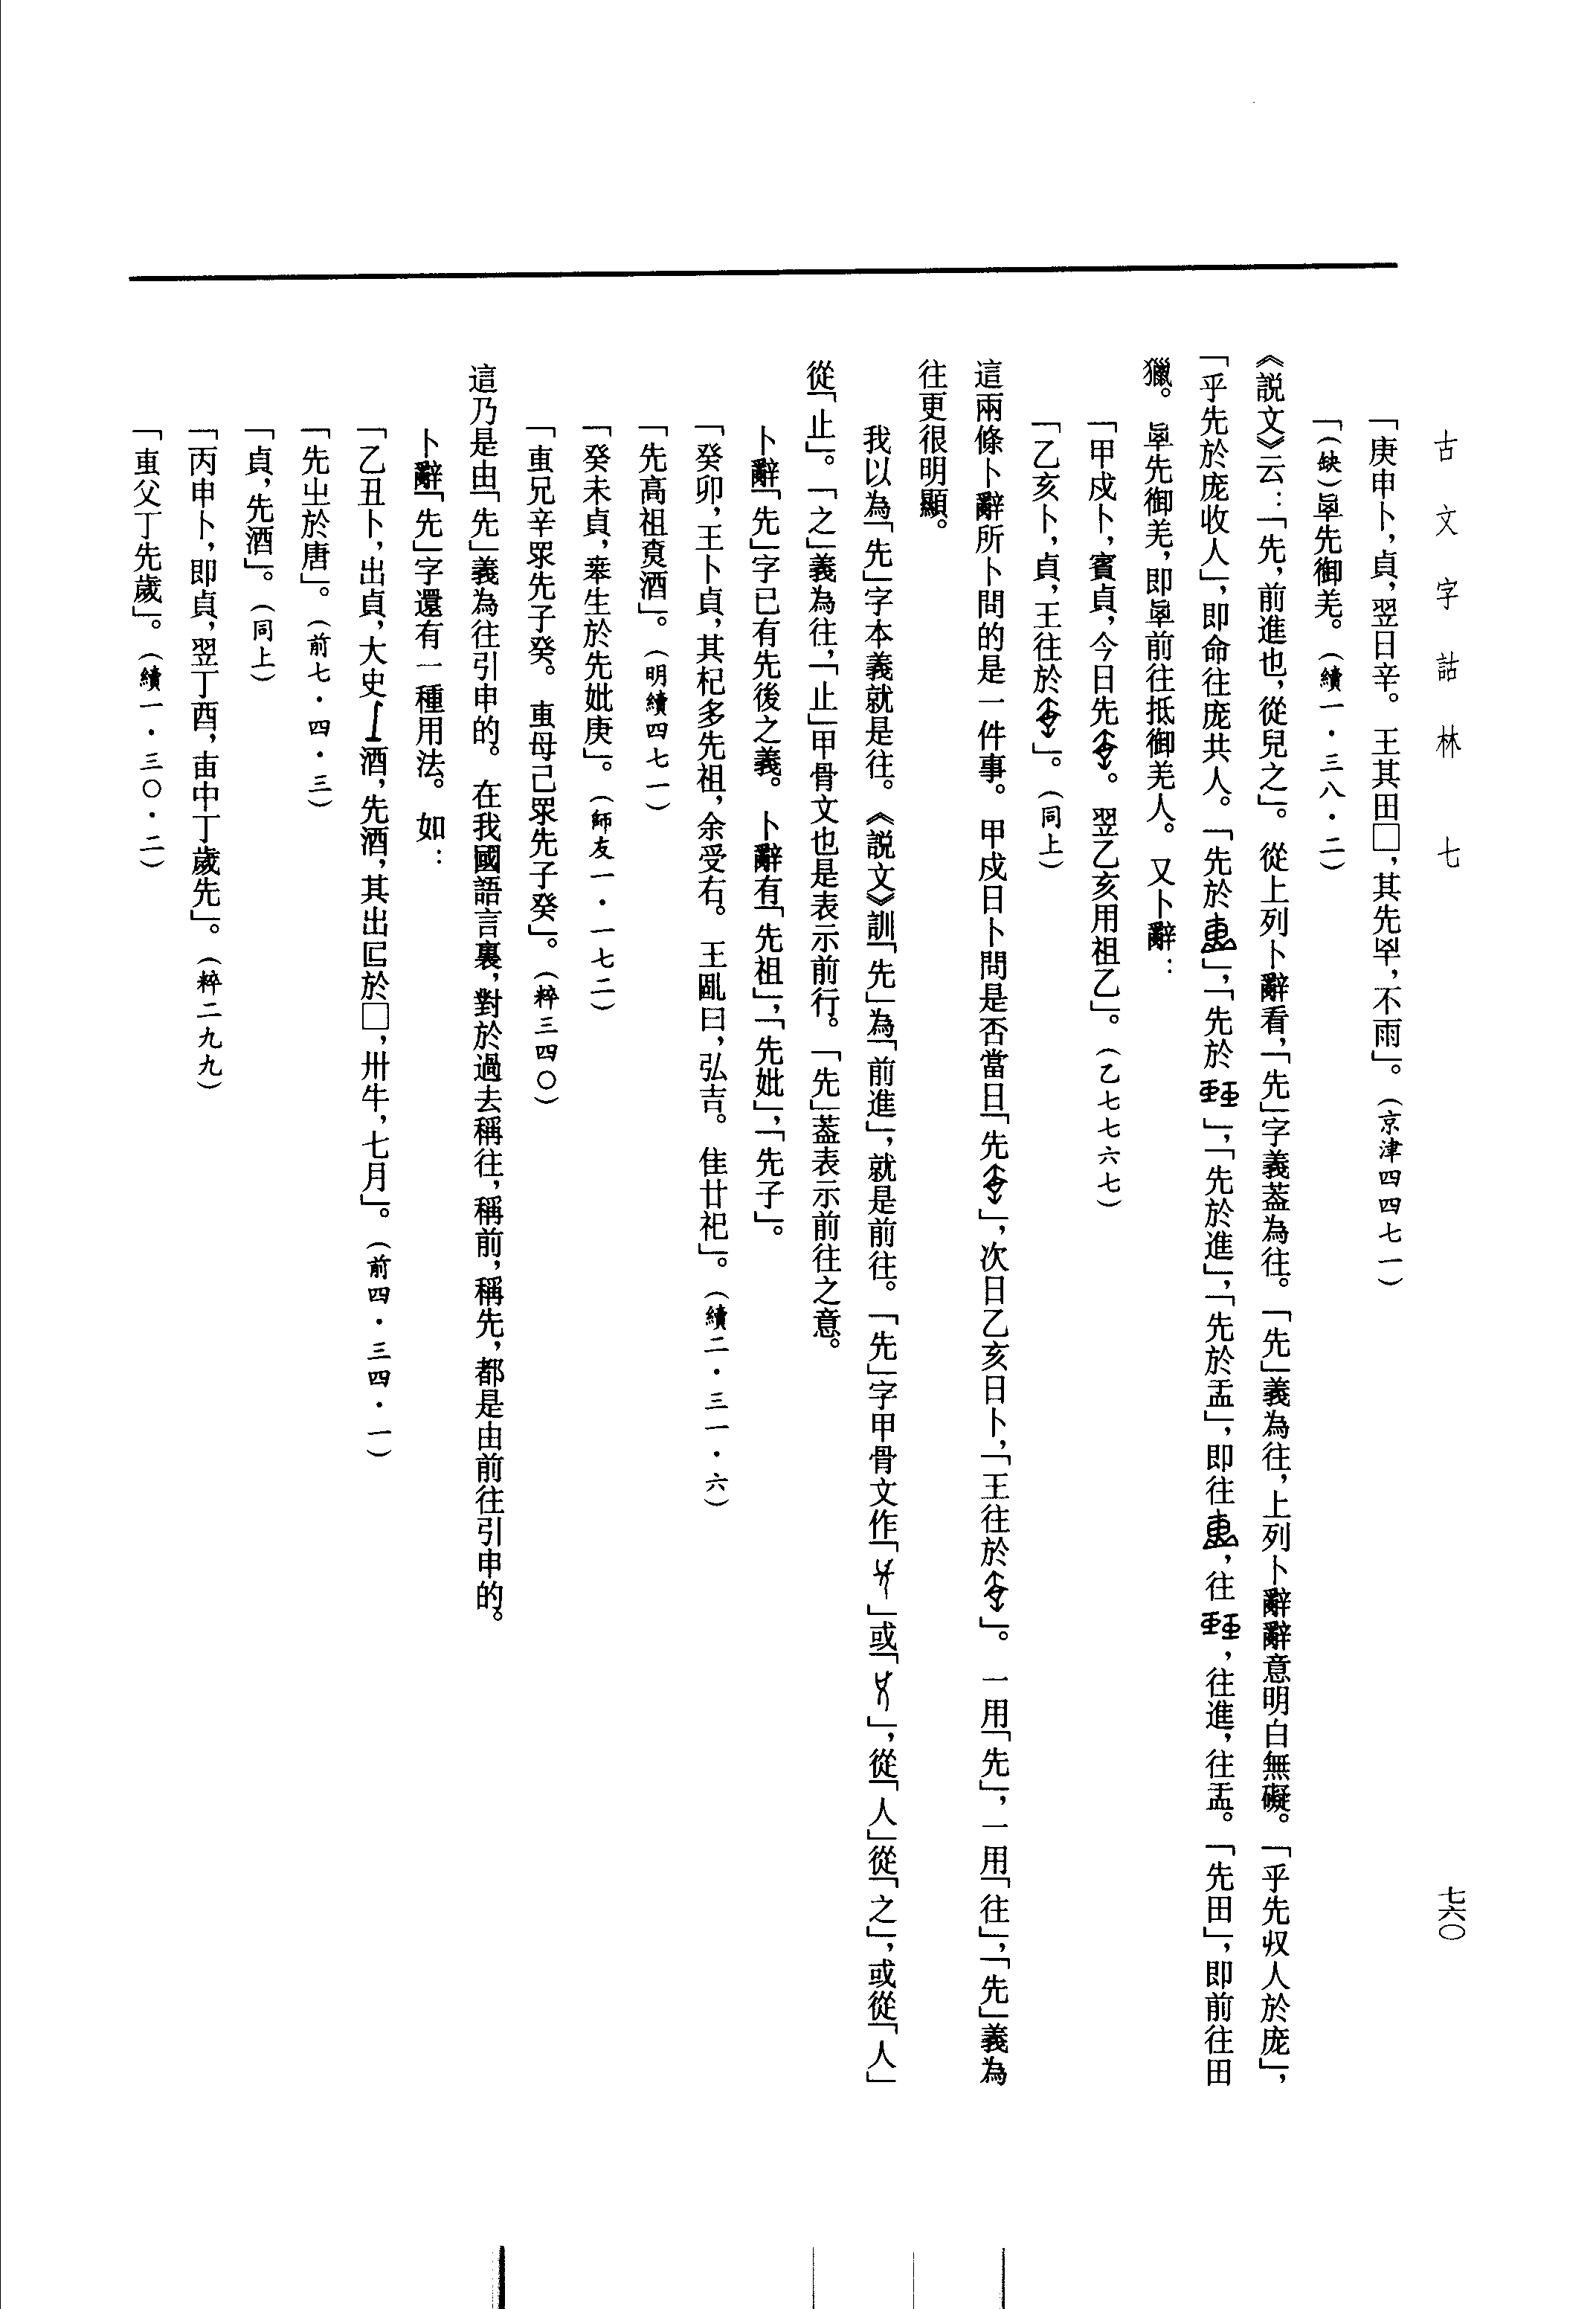 古文字詁林 七
七六〇
「庚申卜，貞，翌日辛。王其田□，其先𢆉，不雨」。（京津四四七一）
「（缺）先御羌。（續一·三八·二）
《説文》云：「先，前進也，從兒之」。從上列卜辭看，「先」字義蓋為往。「先」義為往，上列卜辭辭意明白無礙。「乎先収人於庞」，
「乎先於庞收人」，即命往庞共人。「先於」，「先於」，「先於進」，「先於盂」，即往，往，往進，往盂。「先田」，即前往田
獵。先御羌，即前往抵御羌人。又卜辭：
「甲戌卜，賓貞，今日先。翌乙亥用祖乙」。（乙七七六七）
「乙亥卜，貞，王往於」。（同上）
這兩條卜辭所卜問的是一件事。甲戌日卜問是否當日「先」，次日乙亥日卜，「王往於」。一用「先」，一用「往」，「先」義為
往更很明顯。
我以為「先」字本義就是往。《説文》訓「先」為「前進」，就是前往。「先」字甲骨文作「」或「」，從「人」從「之」，或從「人」
從「止」。「之」義為往，「止」甲骨文也是表示前行。「先」蓋表示前往之意。
卜辭「先」字已有先後之義。卜辭有「先祖」，「先妣」，「先子」。
「癸卯，王卜貞，其杞多先祖，余受右。王𡆥曰，弘吉。隹廿祀」。（續二·三一·六）
「先高祖𡙁酒」。（明續四七一）
「癸未貞，𠦪生於先妣庚」。（師友一·一七二）
「叀兄辛眔先子癸。叀母己眔先子癸」。（粹三四〇）
這乃是由「先」義為往引申的。在我國語言裏，對於過去稱往，稱前，稱先，都是由前往引申的。
卜辭「先」字還有一種用法。如：
「乙丑卜，出貞，大史酒，先酒，其出匚於□，卅牛，七月」。（前四·三四·一）
「先㞢於唐」。（前七·四·三）
「貞，先酒」。（同上）
「丙申卜，即貞，翌丁酉，叀中丁歲先」。（粹二九九）
「叀父丁先歲」。（續一·三〇·二）